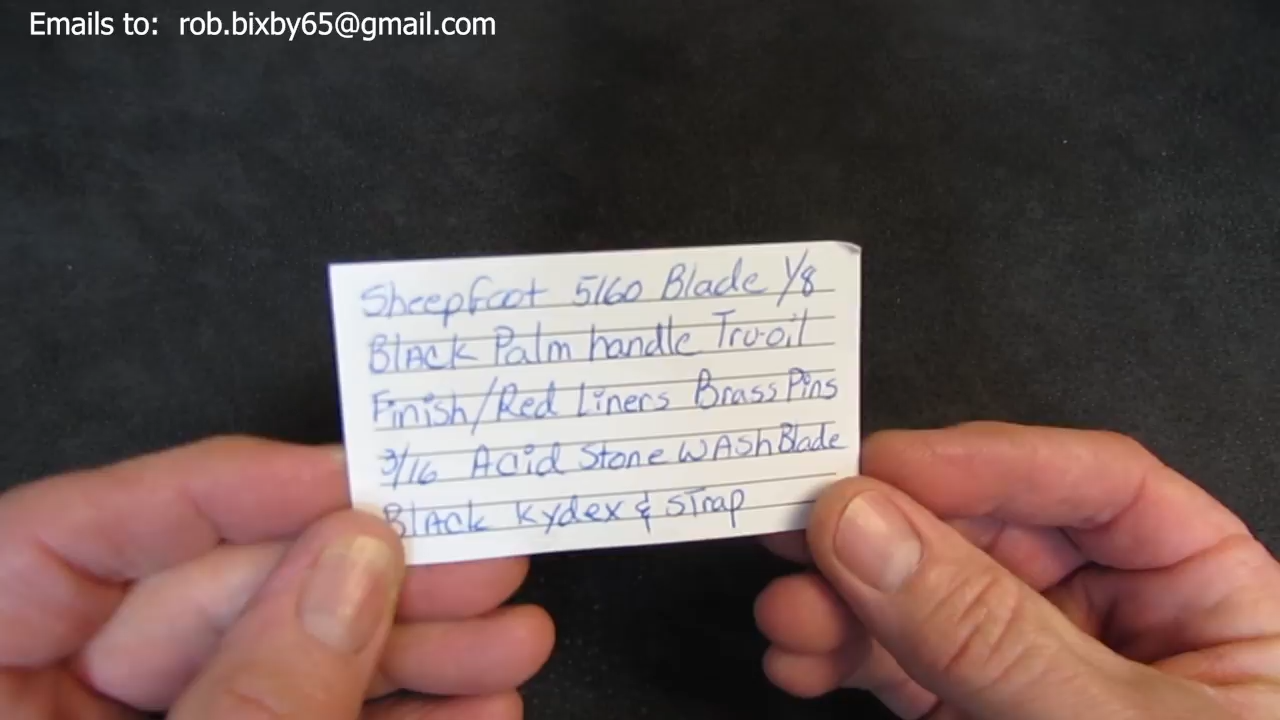 Emails to: rob.bixby65@gmail.com
Sheepfoot 5160 Blade 1/8
Black Palm handle Tru-oil
Finish/Red Liners Brass Pins
3/16 Acid Stone WAsh Blade
Black Kydex & STrap